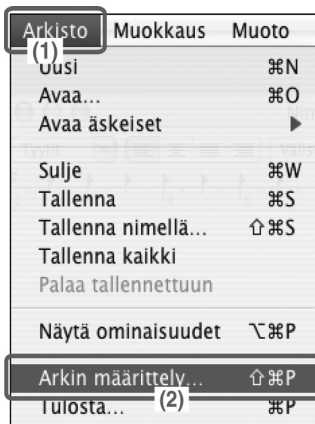 Arkisto Muokkaus Muoto
(1)
Uusi ⌘N
Avaa... ⌘O
Avaa äskeiset ▶
Sulje ⌘W
Tallenna ⌘S
Tallenna nimellä... ⇧⌘S
Tallenna kaikki
Palaa tallennettuun
Näytä ominaisuudet ⌥⌘P
Arkin määrittely... ⇧⌘P
(2)
Tulosta... ⌘P